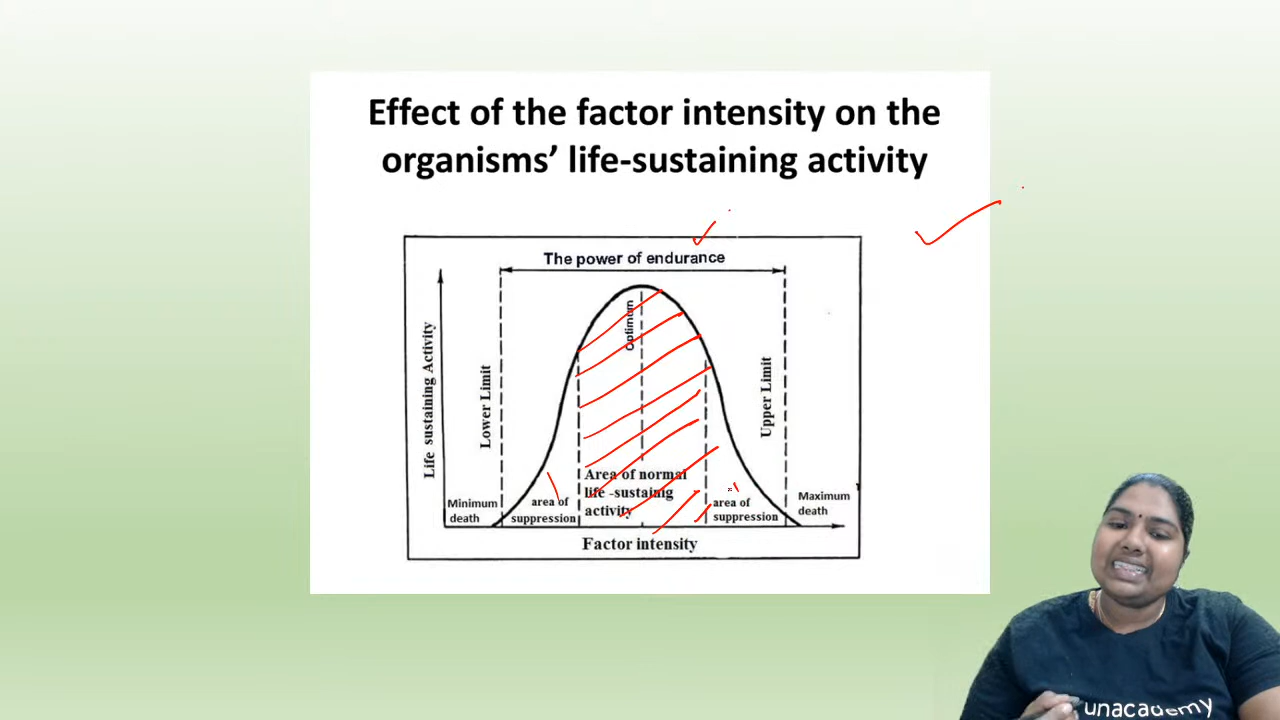 Effect of the factor intensity on the
organisms’ life-sustaining activity
The power of endurance
Life sustaining Activity
Lower Limit
Optimum
Upper Limit
Minimum
death
area of
suppression
Area of normal
life -sustainig
activity
area of
suppression
Maximum
death
Factor intensity
unacademy